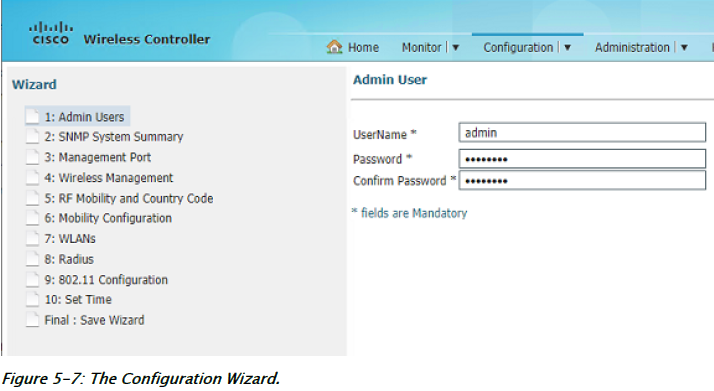 CISCO Wireless Controller
Home Monitor Configuration Administration
Wizard
1: Admin Users
2: SNMP System Summary
3: Management Port
4: Wireless Management
5: RF Mobility and Country Code
6: Mobility Configuration
7: WLANs
8: Radius
9: 802.11 Configuration
10: Set Time
Final : Save Wizard
Admin User
UserName * admin
Password * ••••••••
Confirm Password * ••••••••
* fields are Mandatory
Figure 5-7: The Configuration Wizard.